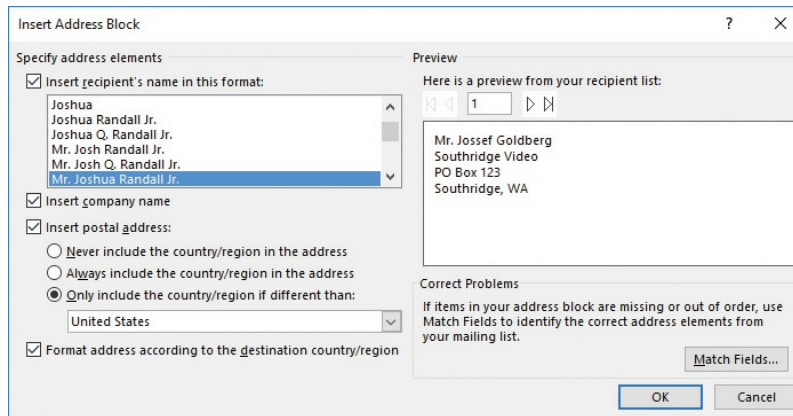 Insert Address Block
Specify address elements
Insert recipient's name in this format:
Joshua
Joshua Randall Jr.
Joshua Q. Randall Jr.
Mr. Josh Randall Jr.
Mr. Josh Q. Randall Jr.
Mr. Joshua Randall Jr.
Insert company name
Insert postal address:
Never include the country/region in the address
Always include the country/region in the address
Only include the country/region if different than:
United States
Format address according to the destination country/region
Preview
Here is a preview from your recipient list:
1
Mr. Jossef Goldberg
Southridge Video
PO Box 123
Southridge, WA
Correct Problems
If items in your address block are missing or out of order, use
Match Fields to identify the correct address elements from
your mailing list.
Match Fields...
OK
Cancel